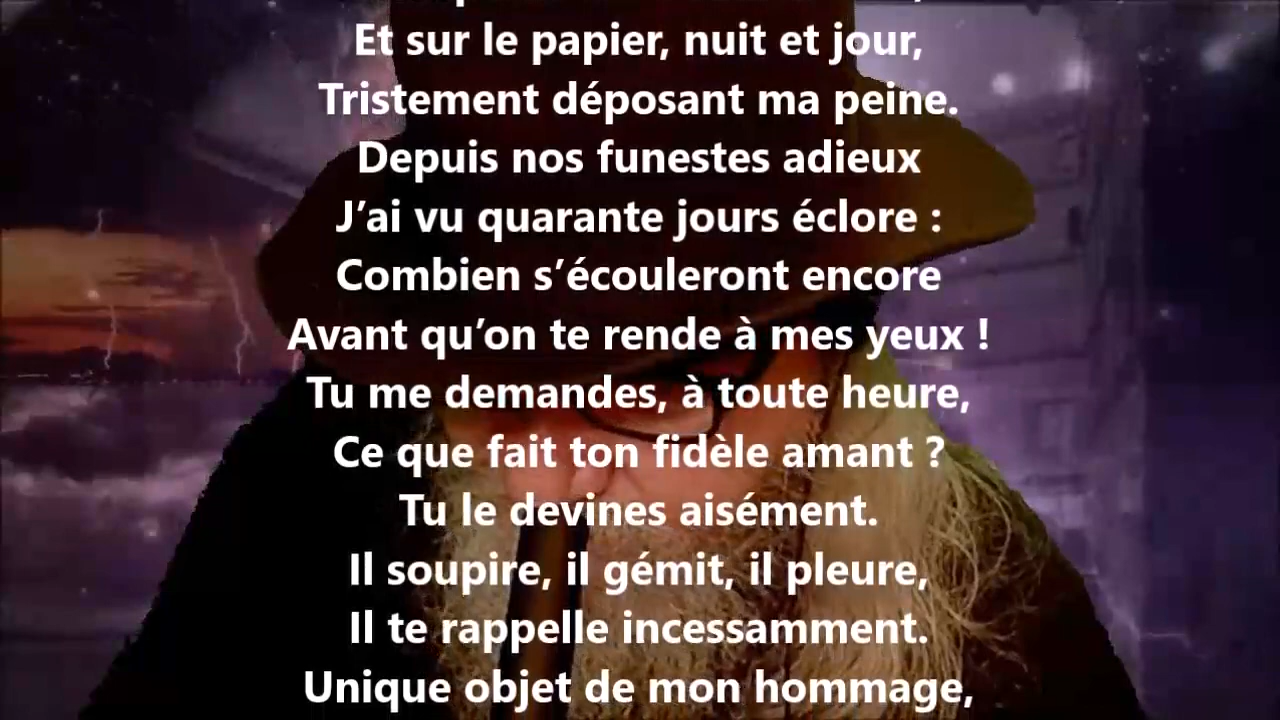 Et sur le papier, nuit et jour,
Tristement déposant ma peine.
Depuis nos funestes adieux
J’ai vu quarante jours éclore :
Combien s’écouleront encore
Avant qu’on te rende à mes yeux !
Tu me demandes, à toute heure,
Ce que fait ton fidèle amant ?
Tu le devines aisément.
Il soupire, il gémit, il pleure,
Il te rappelle incessamment.
Unique objet de mon hommage,